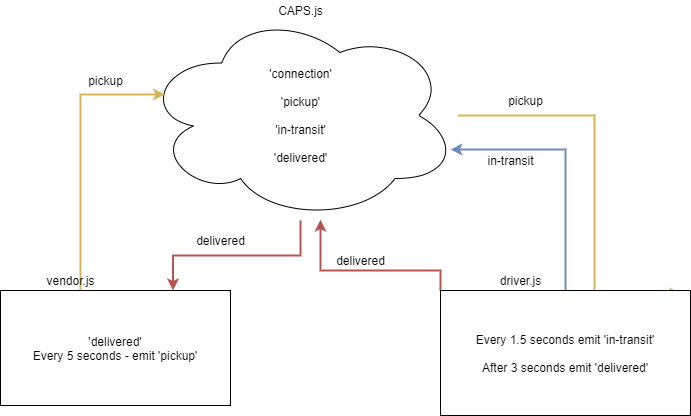 CAPS.js
'connection'
pickup
'pickup'
pickup
'in-transit'
in-transit
'delivered'
delivered
delivered
vendor.js
driver.js
'delivered'
Every 5 seconds - emit 'pickup'
Every 1.5 seconds emit 'in-transit'
After 3 seconds emit 'delivered'